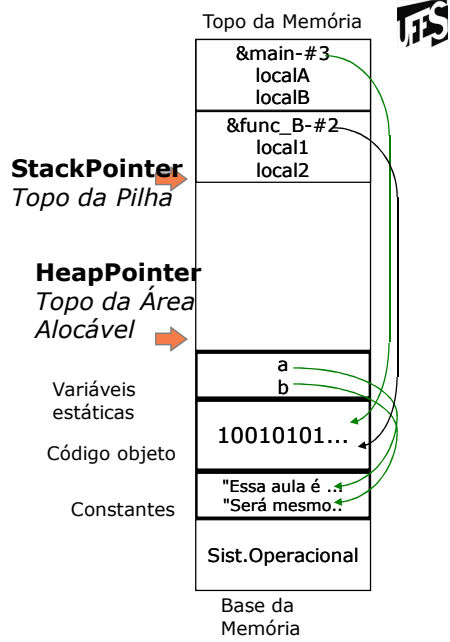 Topo da Memória
UFES
&main-#3
localA
localB
&func_B-#2
local1
local2
StackPointer
Topo da Pilha
HeapPointer
Topo da Área
Alocável
a
b
Variáveis
estáticas
10010101...
Código objeto
"Essa aula é ...
"Será mesmo..
Constantes
Sist.Operacional
Base da
Memória